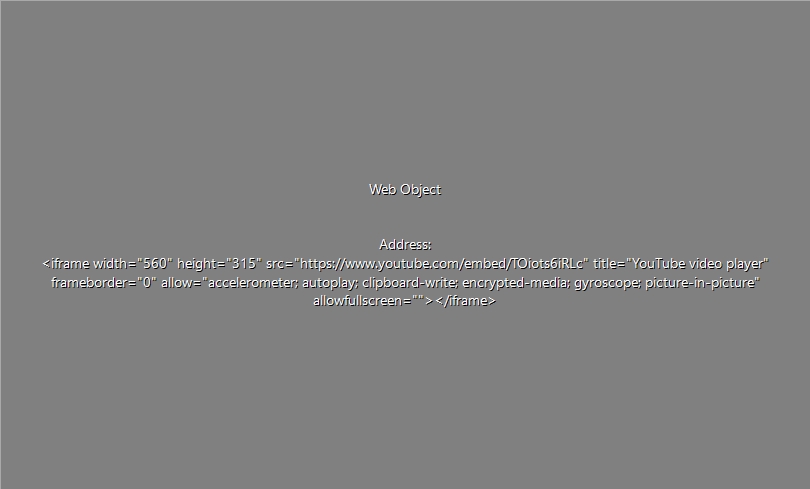 Web Object
Address:
<iframe width="560" height="315" src="https://www.youtube.com/embed/TOiots6iRLc" title="YouTube video player"
frameborder="0" allow="accelerometer; autoplay; clipboard-write; encrypted-media; gyroscope; picture-in-picture"
allowfullscreen=""></iframe>